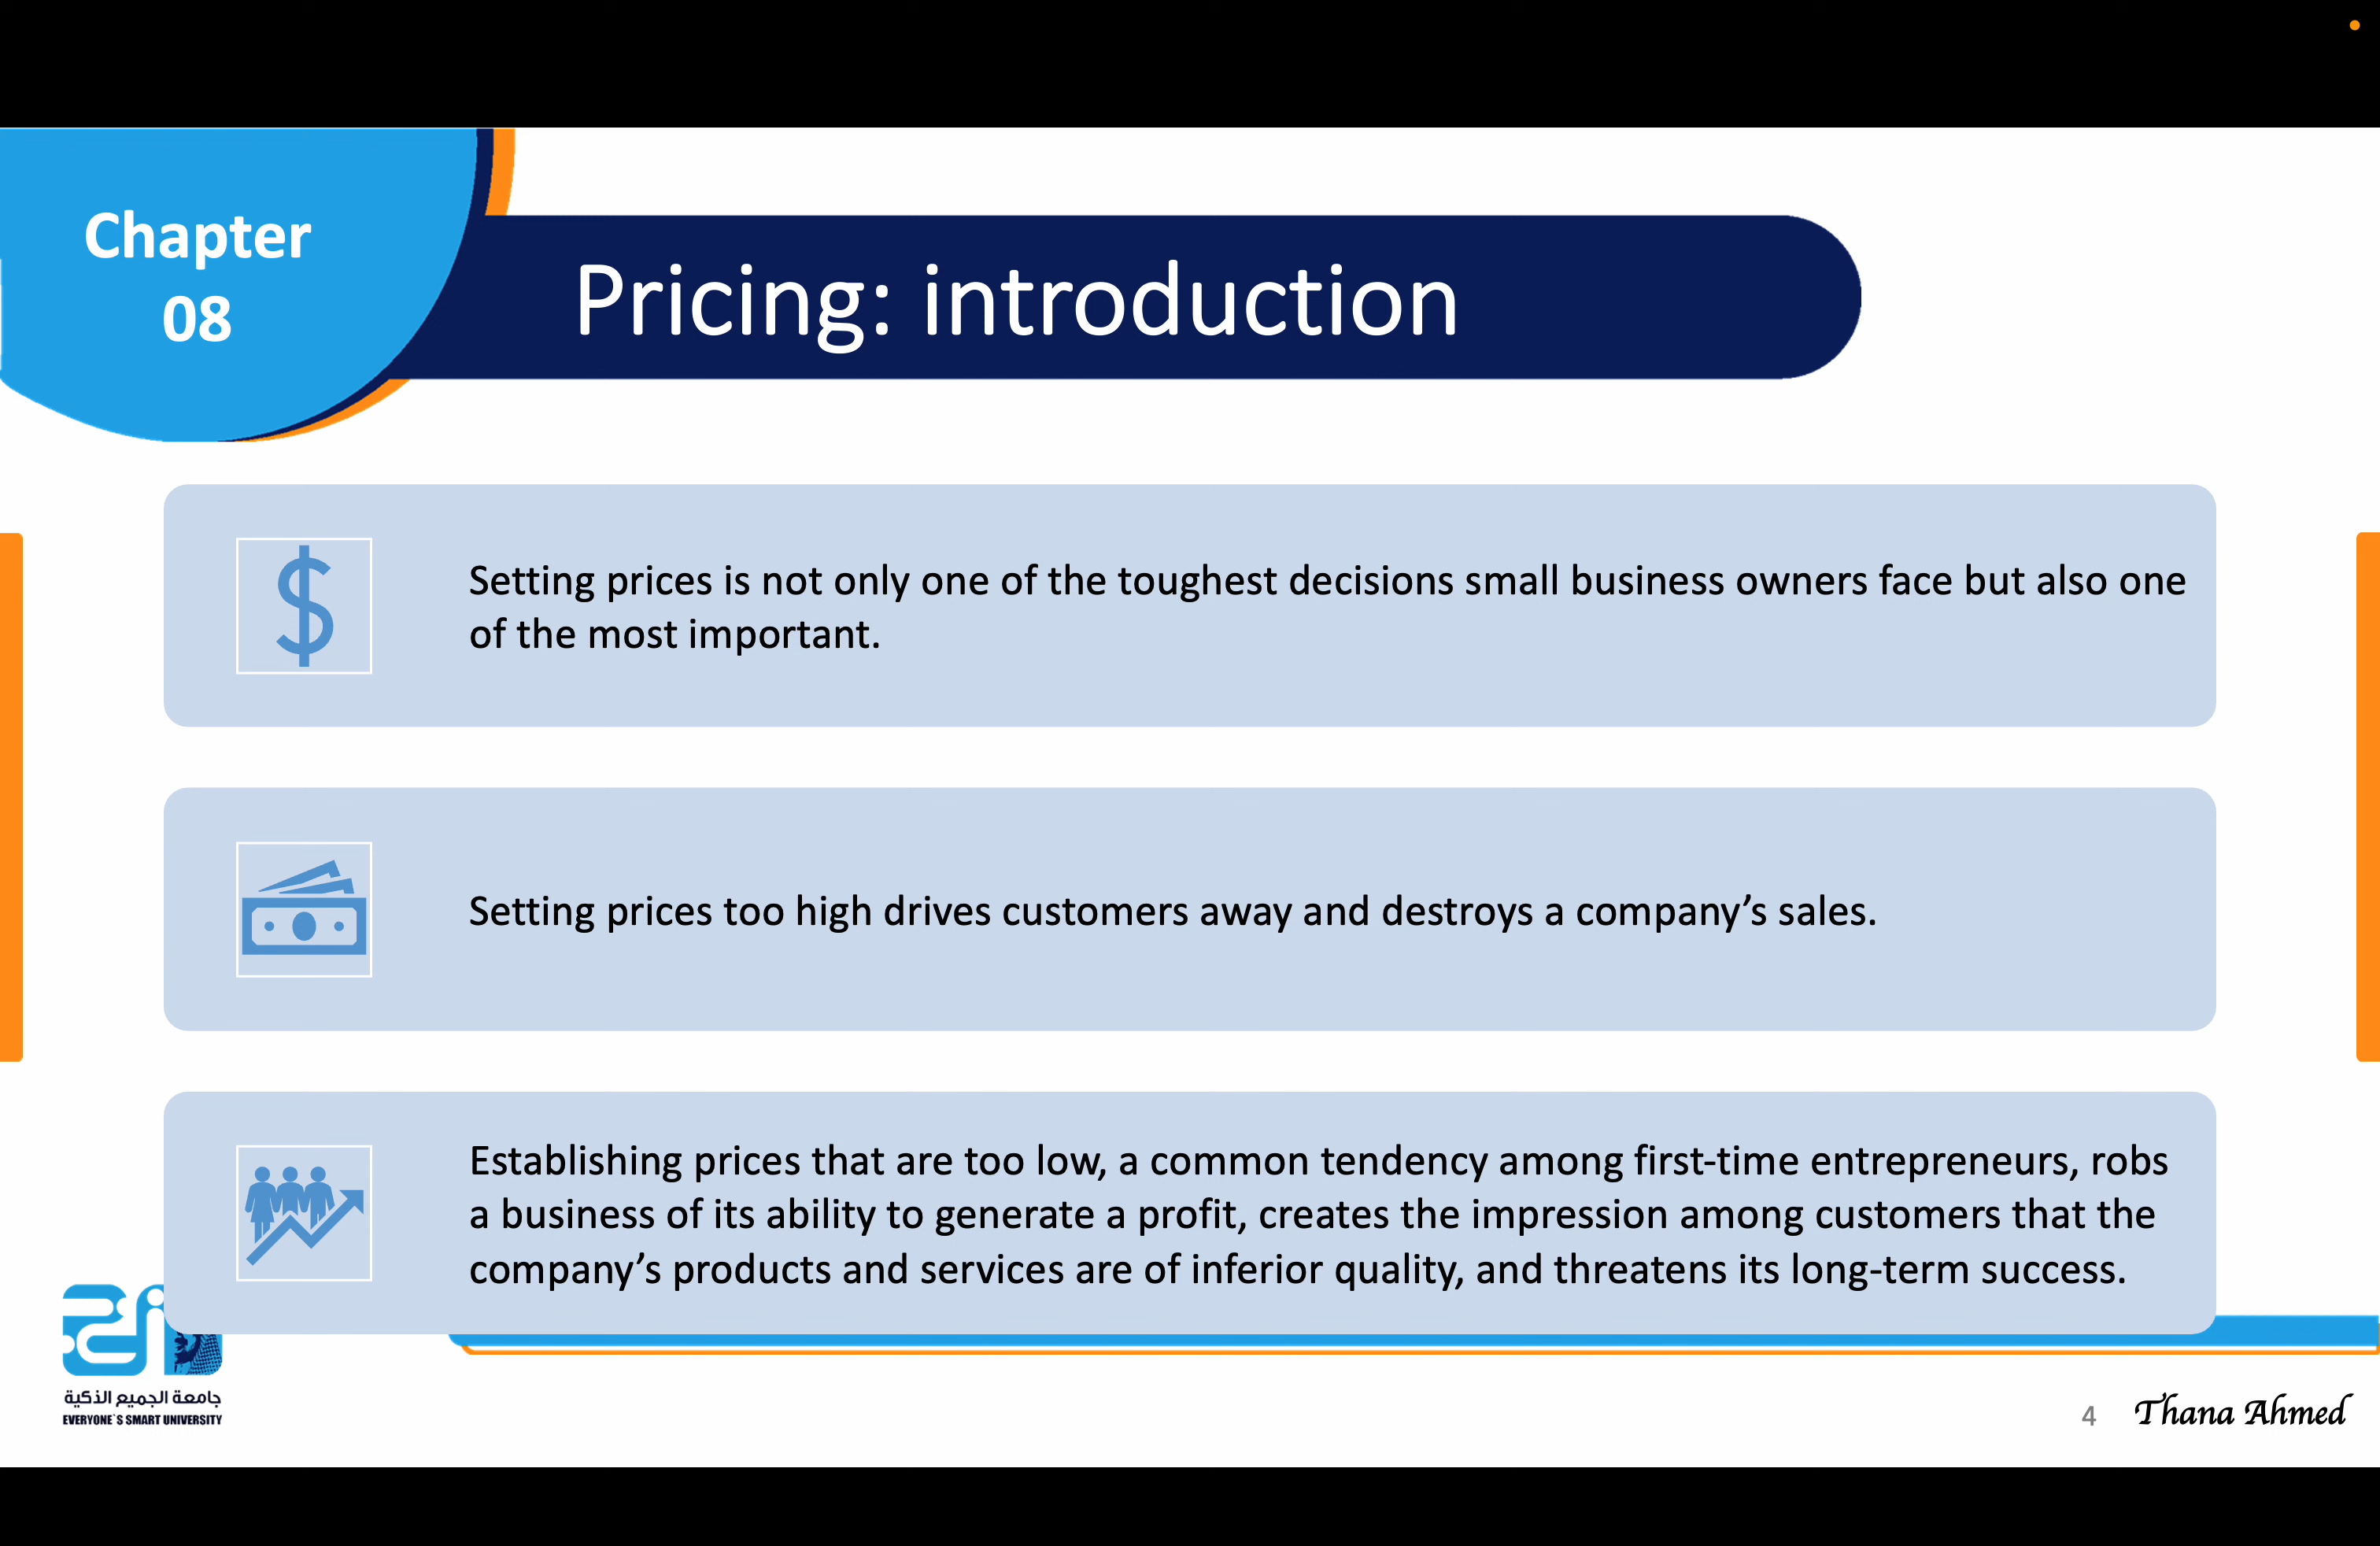 Chapter
08
Pricing: introduction
Setting prices is not only one of the toughest decisions small business owners face but also one
of the most important.
Setting prices too high drives customers away and destroys a company’s sales.
Establishing prices that are too low, a common tendency among first-time entrepreneurs, robs
a business of its ability to generate a profit, creates the impression among customers that the
company’s products and services are of inferior quality, and threatens its long-term success.
جامعة الجميع الذكية
EVERYONE`S SMART UNIVERSITY
4
Thana Ahmed